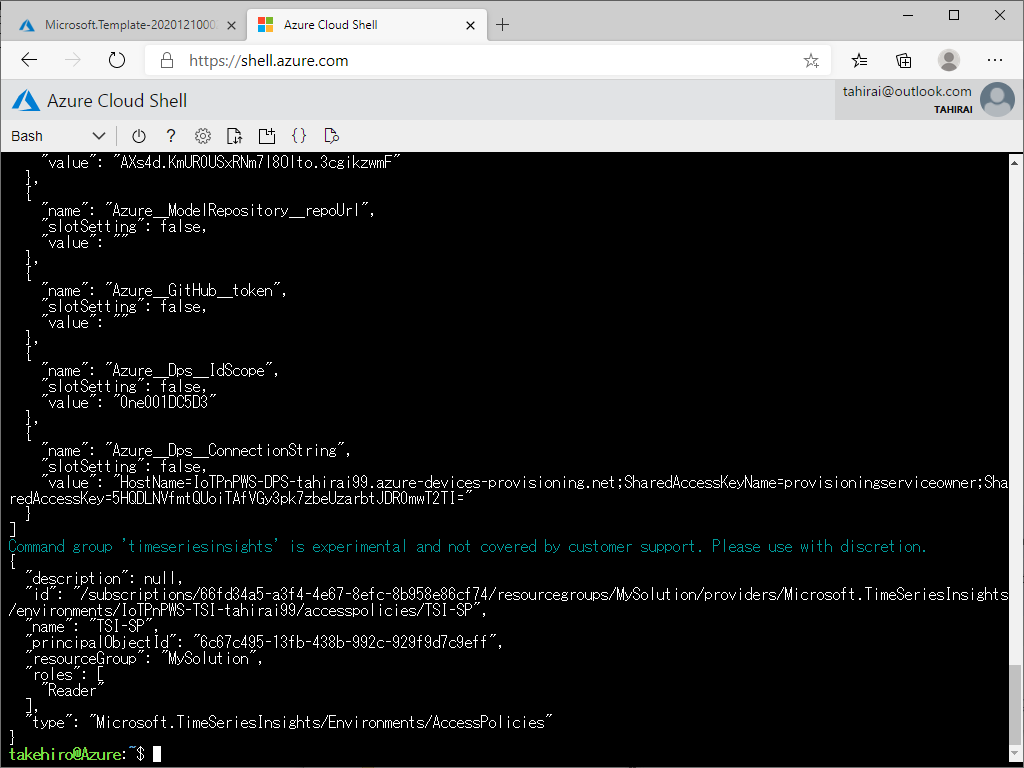 Microsoft.Template-2020121000
Azure Cloud Shell
https://shell.azure.com
Azure Cloud Shell
tahirai@outlook.com
TAHIRAI
Bash
"value": "AXs4d.KmUR0USxRNm7l8Olto.3cgikzwmF"
},
{
"name": "Azure__ModelRepository__repoUrl",
"slotSetting": false,
"value": ""
},
{
"name": "Azure__GitHub__token",
"slotSetting": false,
"value": ""
},
{
"name": "Azure__Dps__IdScope",
"slotSetting": false,
"value": "0ne001DC5D3"
},
{
"name": "Azure__Dps__ConnectionString",
"slotSetting": false,
"value": "HostName=IoTPnPWS-DPS-tahirai99.azure-devices-provisioning.net;SharedAccessKeyName=provisioningserviceowner;Sha
redAccessKey=5HQDLNVfmtQUoiTAfVGy3pk7zbeUzarbtJDR0mwT2TI="
}
]
Command group 'timeseriesinsights' is experimental and not covered by customer support. Please use with discretion.
{
"description": null,
"id": "/subscriptions/66fd34a5-a3f4-4e67-8efc-8b958e86cf74/resourcegroups/MySolution/providers/Microsoft.TimeSeriesInsights
/environments/IoTPnPWS-TSI-tahirai99/accesspolicies/TSI-SP",
"name": "TSI-SP",
"principalObjectId": "6c67c495-13fb-438b-992c-929f9d7c9eff",
"resourceGroup": "MySolution",
"roles": [
"Reader"
],
"type": "Microsoft.TimeSeriesInsights/Environments/AccessPolicies"
}
takehiro@Azure:~$